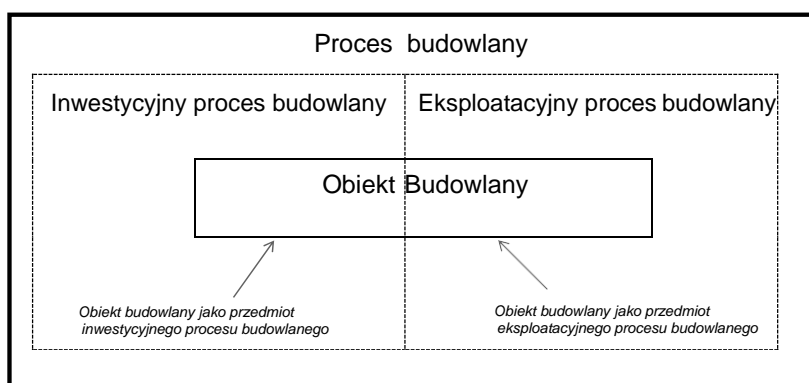 Proces budowlany
Inwestycyjny proces budowlany
Eksploatacyjny proces budowlany
Obiekt Budowlany
Obiekt budowlany jako przedmiot
inwestycyjnego procesu budowlanego
Obiekt budowlany jako przedmiot
eksploatacyjnego procesu budowlanego